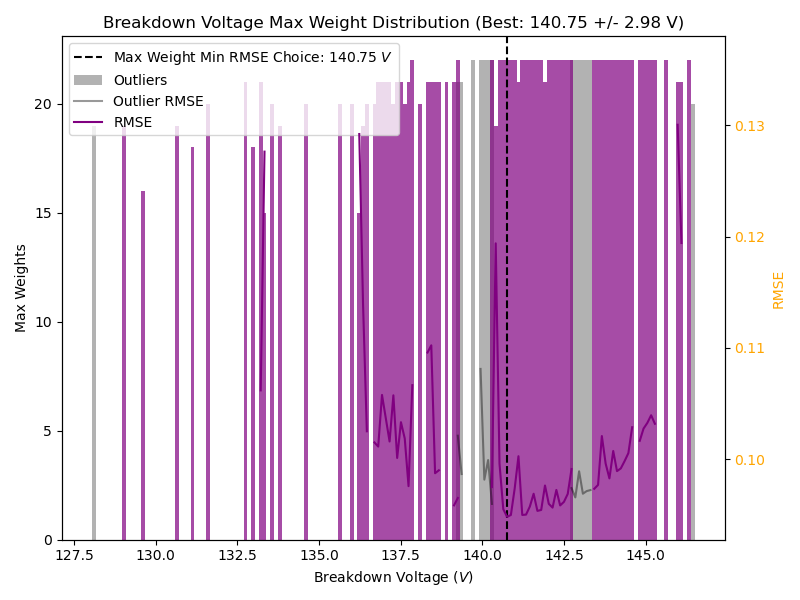 Breakdown Voltage Max Weight Distribution (Best: 140.75 +/- 2.98 V)
Max Weight Min RMSE Choice: 140.75 V
Outliers
Outlier RMSE
RMSE
Max Weights
20
15
10
5
0
0.13
0.12
0.11
0.10
RMSE
127.5 130.0 132.5 135.0 137.5 140.0 142.5 145.0
Breakdown Voltage (V)